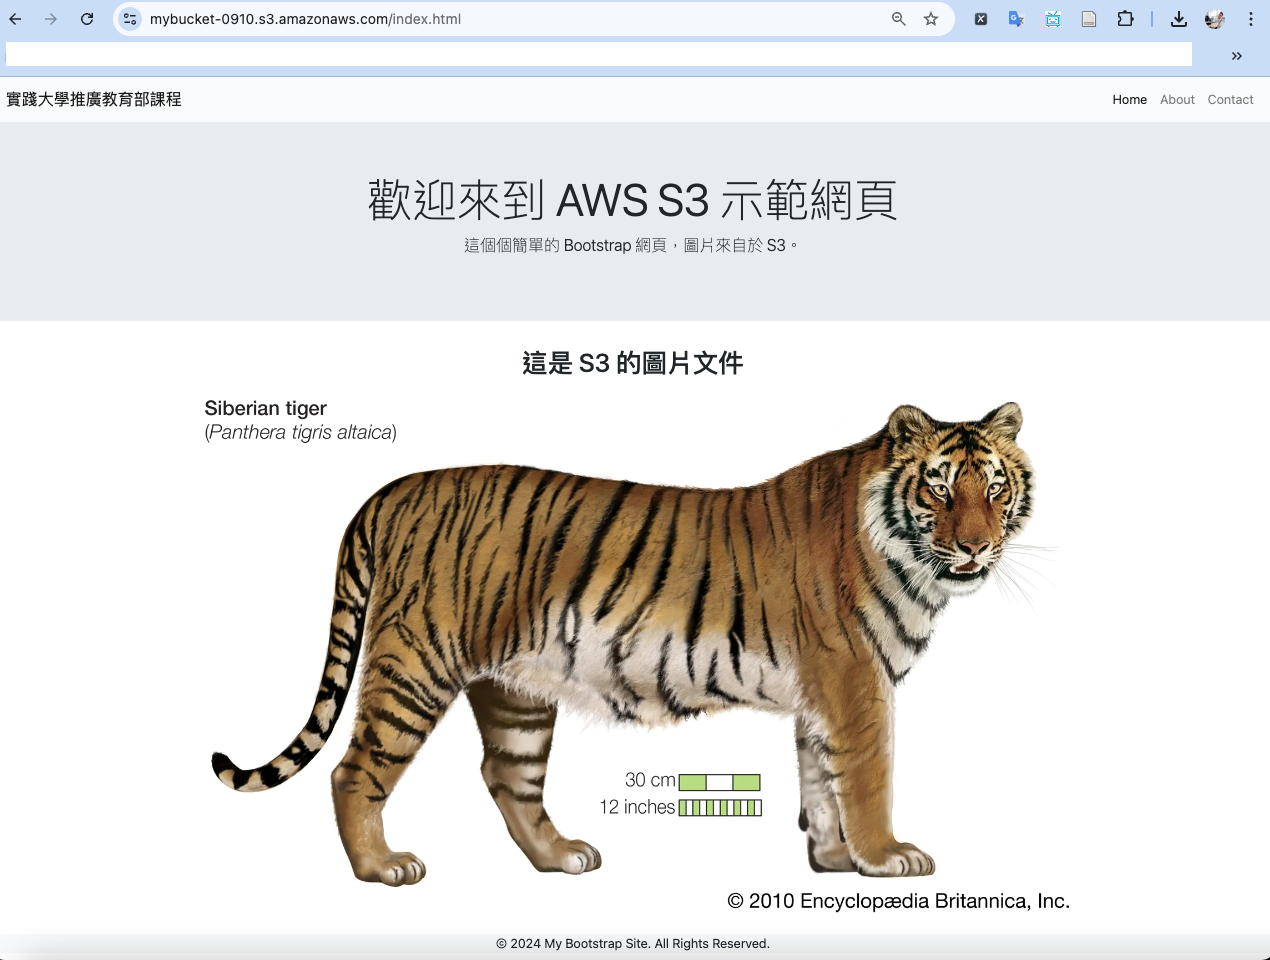 mybucket-0910.s3.amazonaws.com/index.html
實踐大學推廣教育部課程
Home About Contact
歡迎來到 AWS S3 示範網頁
這個個簡單的 Bootstrap 網頁，圖片來自於 S3。
這是 S3 的圖片文件
Siberian tiger
(Panthera tigris altaica)
30 cm
12 inches
© 2010 Encyclopædia Britannica, Inc.
© 2024 My Bootstrap Site. All Rights Reserved.